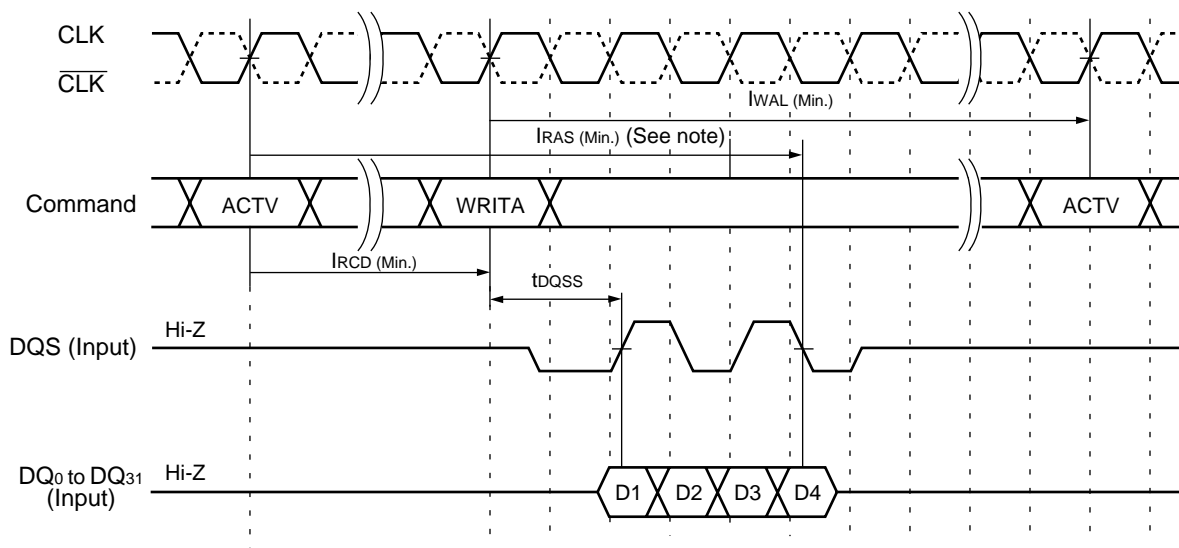 CLK
CLK
IWAL (Min.)
IRAS (Min.) (See note)
Command
ACTV
WRITA
ACTV
IRCD (Min.)
tDQSS
Hi-Z
DQS (Input)
DQ0 to DQ31
(Input)
Hi-Z
D1
D2
D3
D4